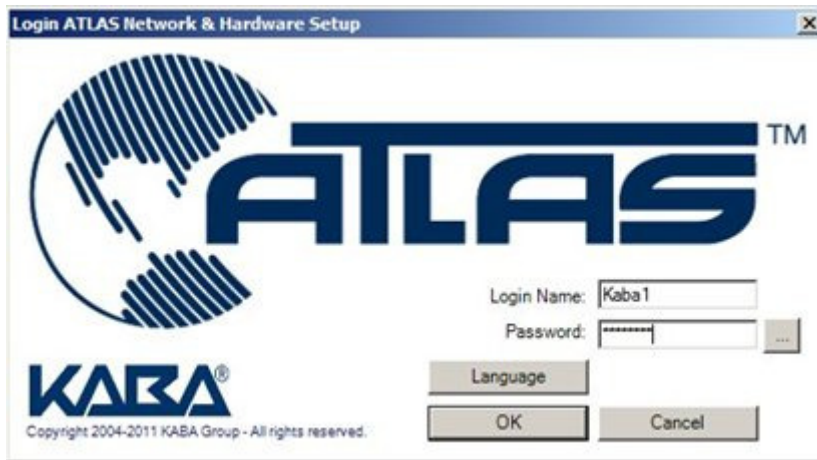 Login ATLAS Network & Hardware Setup
ATLAS TM
Login Name: Kaba1
Password: ********
...
Language
KABA®
OK Cancel
Copyright 2004-2011 KABA Group - All rights reserved.